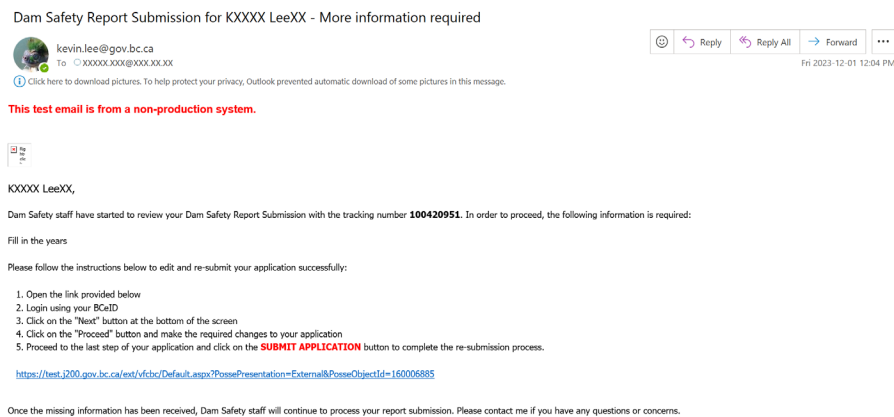 Dam Safety Report Submission for KXXXX LeeXX - More information required
kevin.lee@gov.bc.ca
To XXXXX.XXX@XXX.XX.XX
Reply
Reply All
Forward
Fri 2023-12-01 12:04 PM
Click here to download pictures. To help protect your privacy, Outlook prevented automatic download of some pictures in this message.
This test email is from a non-production system.
KXXXX LeeXX,
Dam Safety staff have started to review your Dam Safety Report Submission with the tracking number 100420951. In order to proceed, the following information is required:
Fill in the years
Please follow the instructions below to edit and re-submit your application successfully:
1. Open the link provided below
2. Login using your BCeID
3. Click on the "Next" button at the bottom of the screen
4. Click on the "Proceed" button and make the required changes to your application
5. Proceed to the last step of your application and click on the SUBMIT APPLICATION button to complete the re-submission process.
https://test.j200.gov.bc.ca/ext/vfcbc/Default.aspx?PossePresentation=External&PosseObjectId=160006885
Once the missing information has been received, Dam Safety staff will continue to process your report submission. Please contact me if you have any questions or concerns.